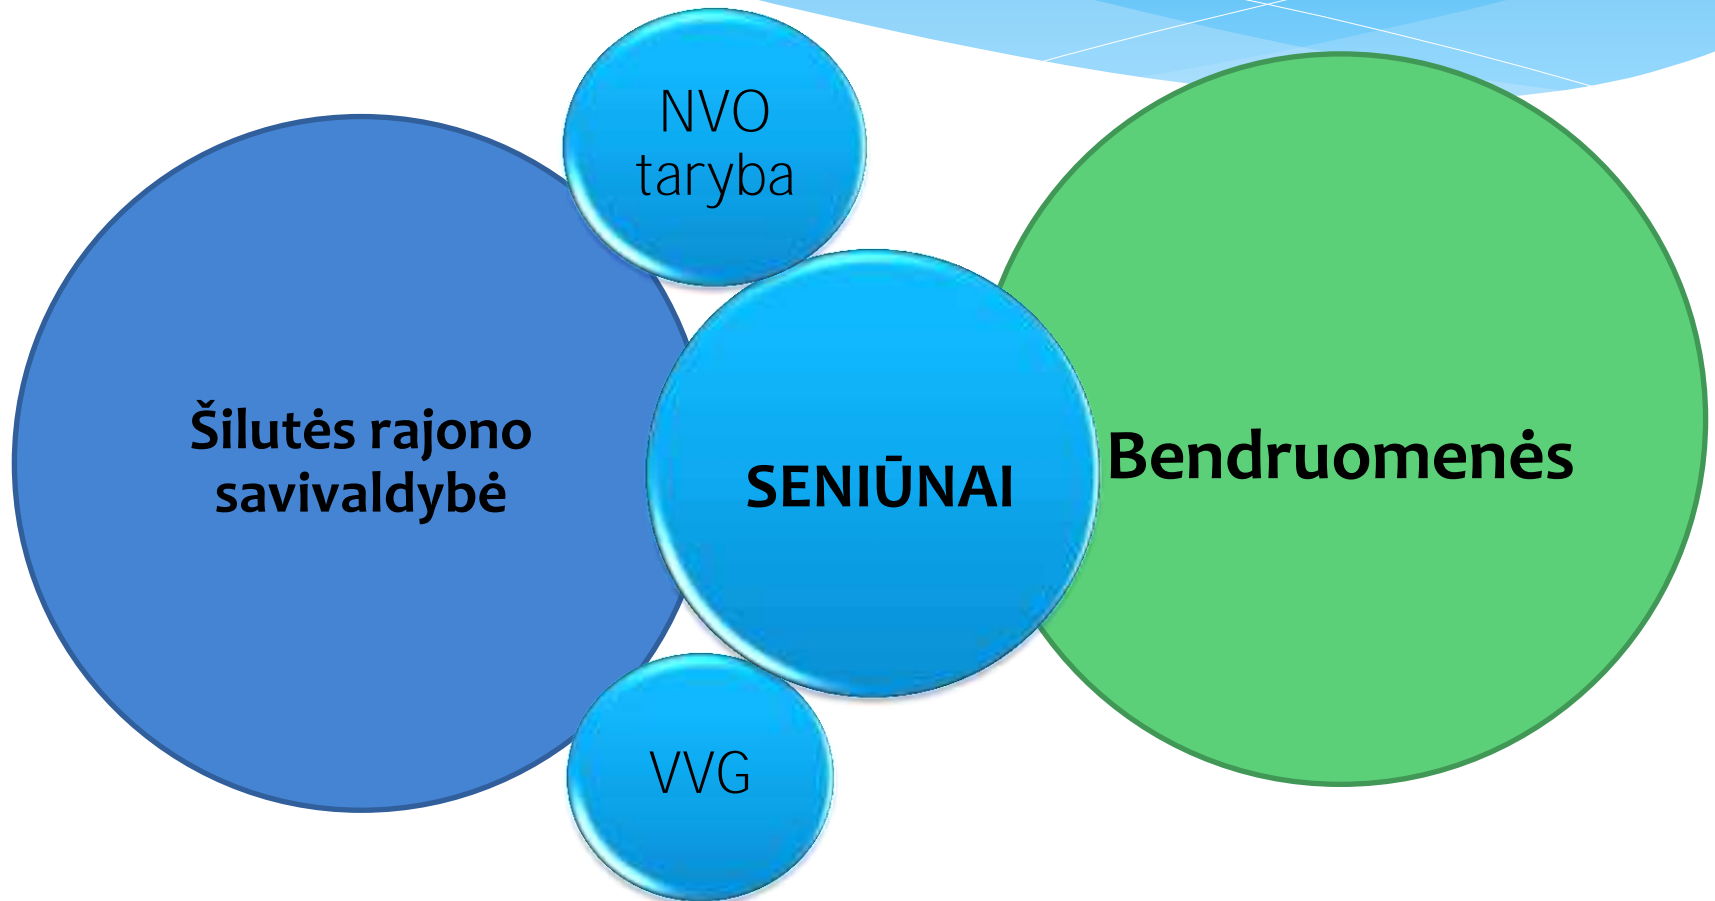 NVO
taryba
Šilutės rajono
savivaldybė
SENIŪNAI
Bendruomenės
VVG